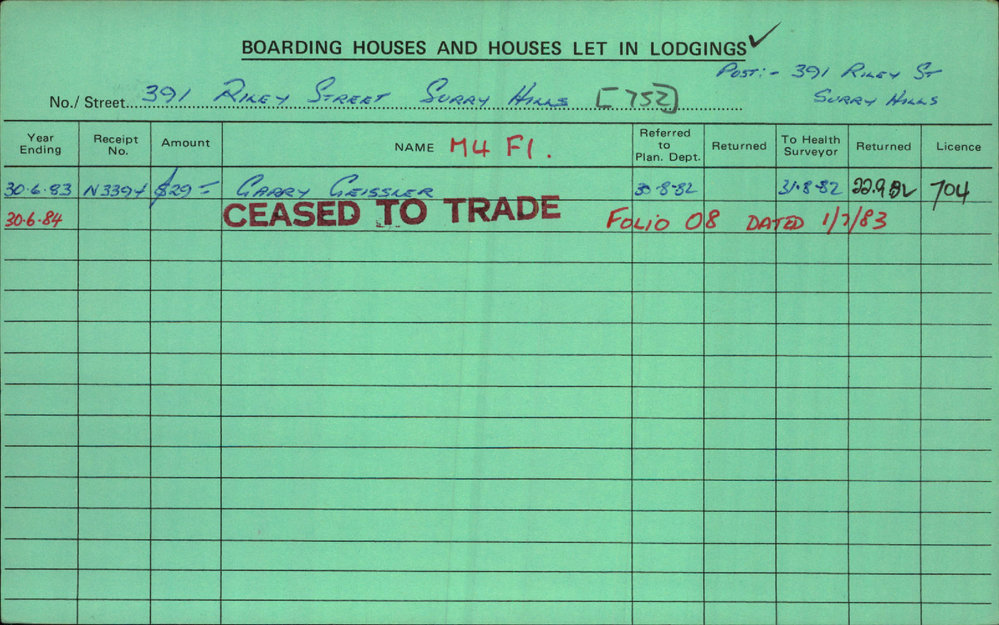 BOARDING HOUSES AND HOUSES LET IN LODGINGS ✓
POST:- 391 RILEY ST
SURRY HILLS
No./ Street 391 RILEY STREET SURRY HILLS [752]
Year Ending Receipt No. Amount NAME M4 F1. Referred to Plan. Dept. Returned To Health Surveyor Returned Licence
30.6.83 N3394 $29- GARRY GEISSLER 30-8-82 31-8-82 22.9.82 704
30.6.84 CEASED TO TRADE FOLIO 08 DATED 1/7/83